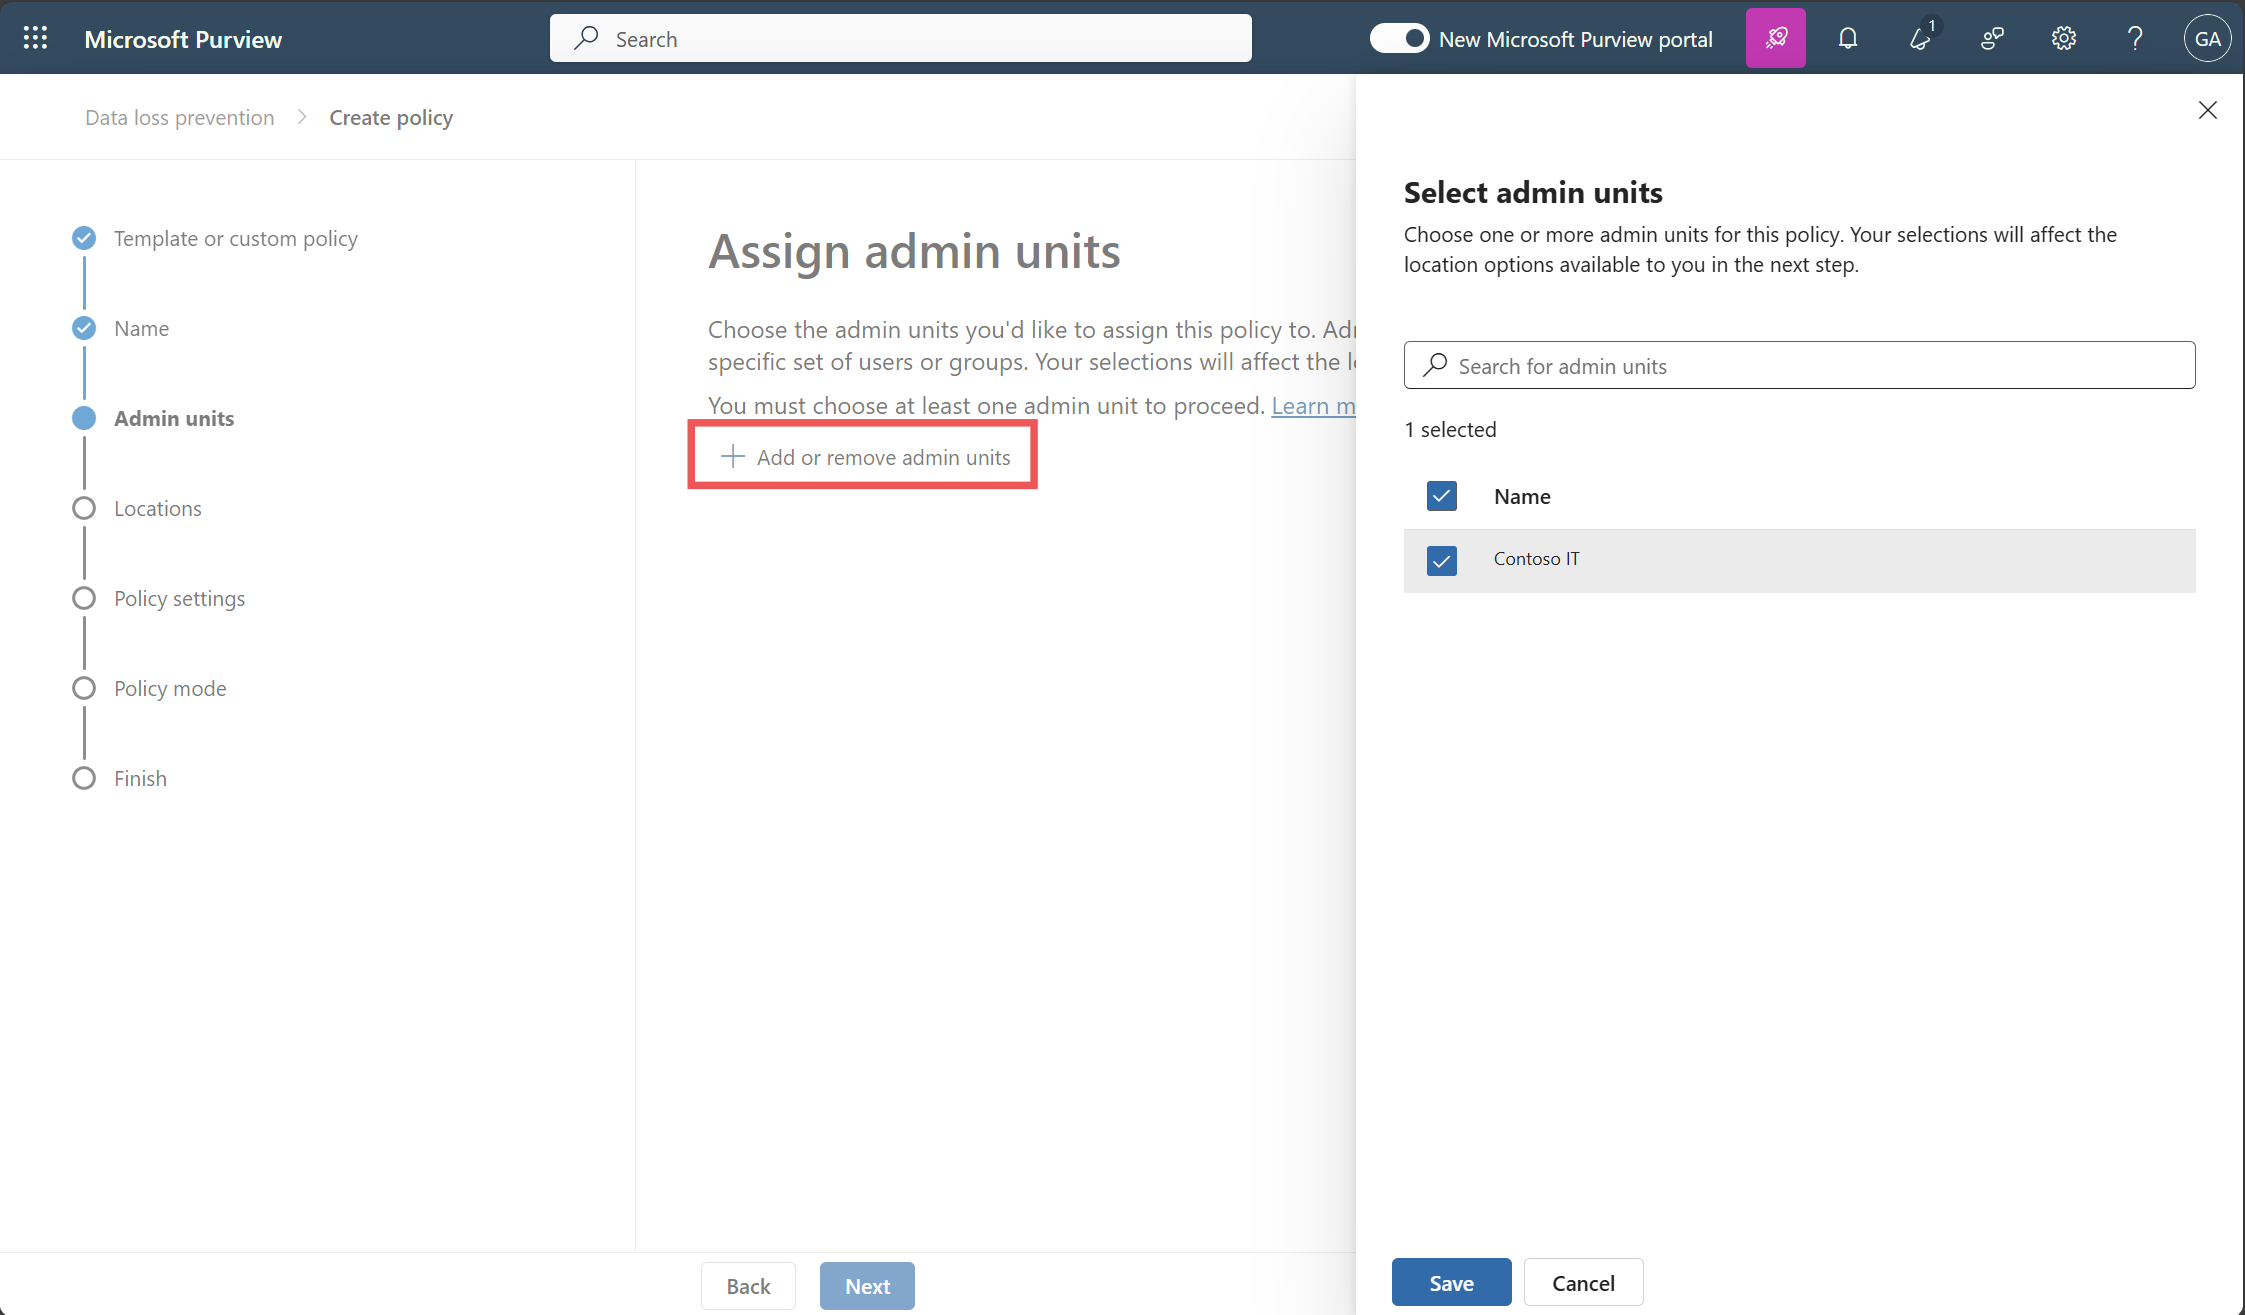 Microsoft Purview
Search
New Microsoft Purview portal
1
GA
Data loss prevention
Create policy
Template or custom policy
Name
Admin units
Locations
Policy settings
Policy mode
Finish
Assign admin units
Choose the admin units you'd like to assign this policy to.
specific set of users or groups. Your selections will affect the
You must choose at least one admin unit to proceed. Learn
Add or remove admin units
Back
Next
Select admin units
Choose one or more admin units for this policy. Your selections will affect the
location options available to you in the next step.
Search for admin units
1 selected
Name
Contoso IT
Save
Cancel